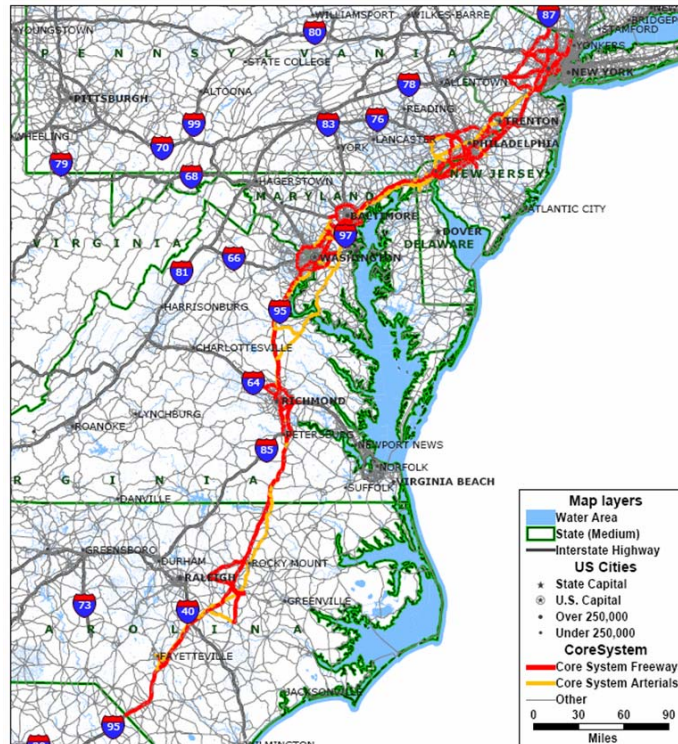 WILLIAMSPORT
WILKES-BARRE
87
STAMFORD
YOUNGSTOWN
80
YONKERS
PENNSYLVANIA
STATE COLLEGE
NEW YORK
78
ALLENTOWN
ALTOONA
PITTSBURGH
READING
99
83
76
TRENTON
WHEELING
70
LANCASTER
PHILADELPHIA
YORK
79
68
NEW JERSEY
HAGERSTOWN
MARYLAND
ATLANTIC CITY
BALTIMORE
DOVER
97
DELAWARE
VIRGINIA
66
WASHINGTON
81
HARRISONBURG
95
CHARLOTTESVILLE
64
RICHMOND
LYNCHBURG
ROANOKE
PETERSBURG
NEWPORT NEWS
85
NORFOLK
RGINIA
VIRGINIA BEACH
SUFFOLK
DANVILLE
GREENSBORO
DURHAM
ROCKY MOUNT
RALEIGH
GREENVILLE
73
40
AROLINA
FAYETTEVILLE
JACKSONVILLE
95
Map layers
Water Area
State (Medium)
Interstate Highway
US Cities
State Capital
U.S. Capital
Over 250,000
Under 250,000
CoreSystem
Core System Freeway
Core System Arterials
Other
0 30 60 90
Miles